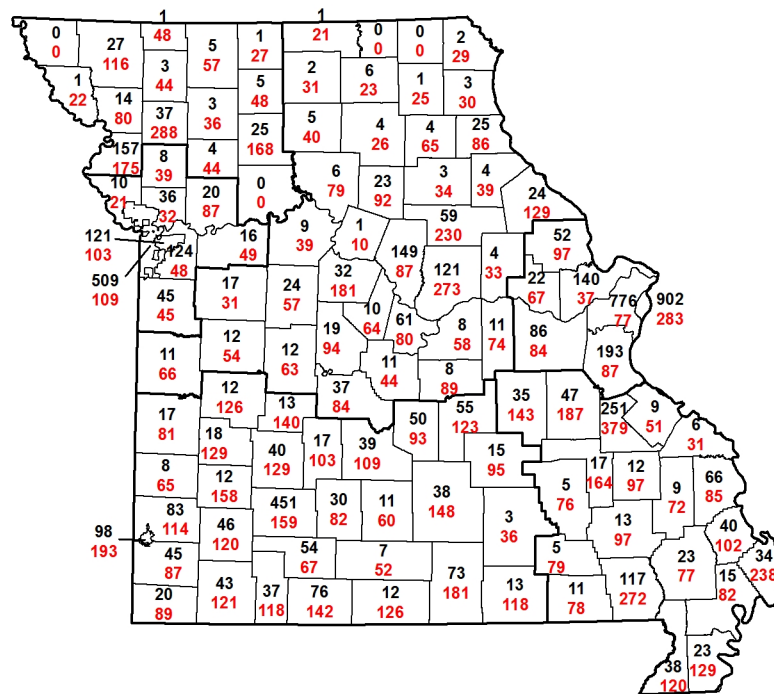 1 1
0 27 48 5 1 21 0 0 2
0 116 57 27 0 0 29
3 2 6
1 44 5 31 23 1 3
22 14 48 25 30
80 37 3 5 4 4 25
288 36 25 40 26 65 86
157 4 168
175 8 44 6 23 3 4
10 39 0 79 92 34 39
21 36 20 0 24
32 87 59 129
16 9 1 230 52
121 49 39 10 149 4 97
103 124 87 121 33
509 48 32 273 22 140
109 17 24 181 67 37
45 31 57 10 776 902
45 64 61 8 11 86 77 283
12 12 19 80 58 74 84
11 54 94 193
66 63 11 8 87
12 37 44 89
126 13 84 35 47
17 140 50 55 143 187 251 9
81 18 17 39 93 123 379 51 6
129 40 103 109 15 31
8 129 95 17 12
65 12 38 5 164 97 66
158 451 30 11 148 76 9 85
83 159 82 60 72
114 46 3 13 40
98 120 36 97 102
193 45 54 7 5 34
87 67 52 79 23 238
43 73 77 15
20 121 37 76 12 181 13 11 117 82
89 118 142 126 118 78 272
23
38 129
120